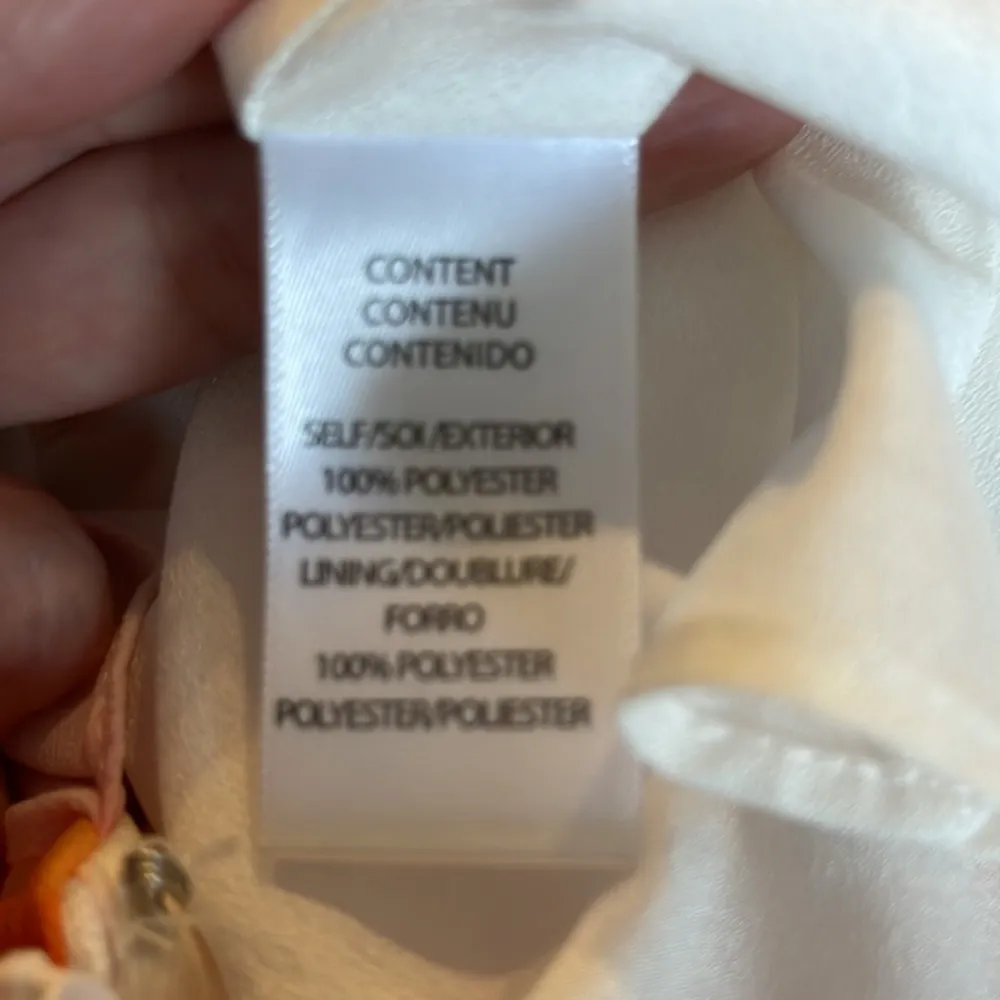 CONTENT
CONTENU
CONTENIDO
SELF/SOI/EXTERIOR
100% POLYESTER
POLYESTER/POLIESTER
LINING/DOUBLURE/
FORRO
100% POLYESTER
POLYESTER/POLIESTER